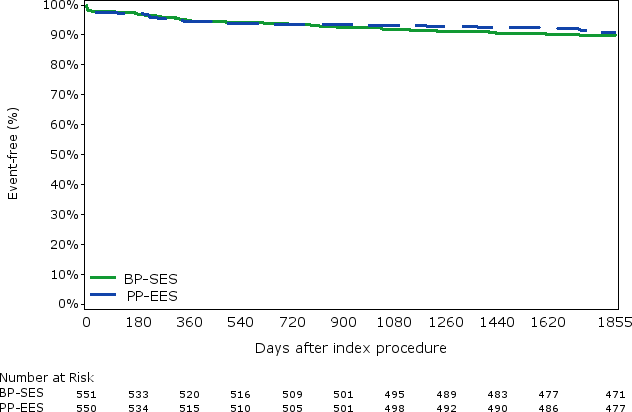 100%
90%
80%
70%
60%
50%
40%
30%
20%
10%
0%
Event-free (%)
BP-SES
PP-EES
0 180 360 540 720 900 1080 1260 1440 1620 1855
Days after index procedure
Number at Risk
BP-SES 551 533 520 516 509 501 495 489 483 477 471
PP-EES 550 534 515 510 505 501 498 492 490 486 477